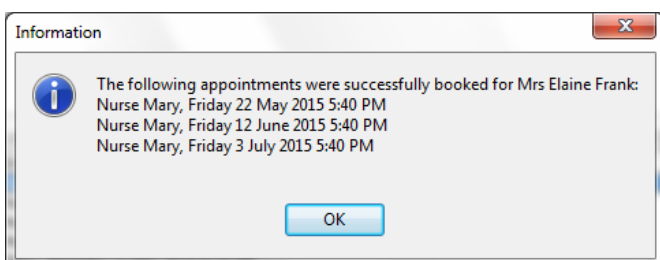 Information
The following appointments were successfully booked for Mrs Elaine Frank:
Nurse Mary, Friday 22 May 2015 5:40 PM
Nurse Mary, Friday 12 June 2015 5:40 PM
Nurse Mary, Friday 3 July 2015 5:40 PM
OK